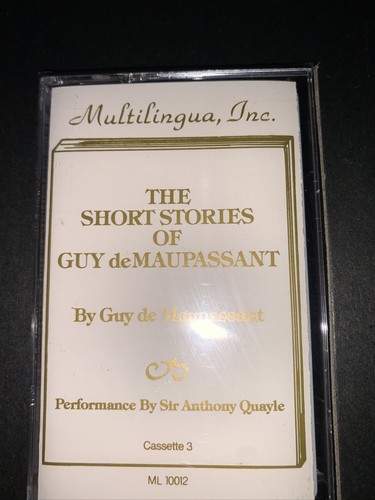 Multilingua, Inc.
THE
SHORT STORIES
OF
GUY deMAUPASSANT
By Guy de Maupassant
Performance By Sir Anthony Quayle
Cassette 3
ML 10012